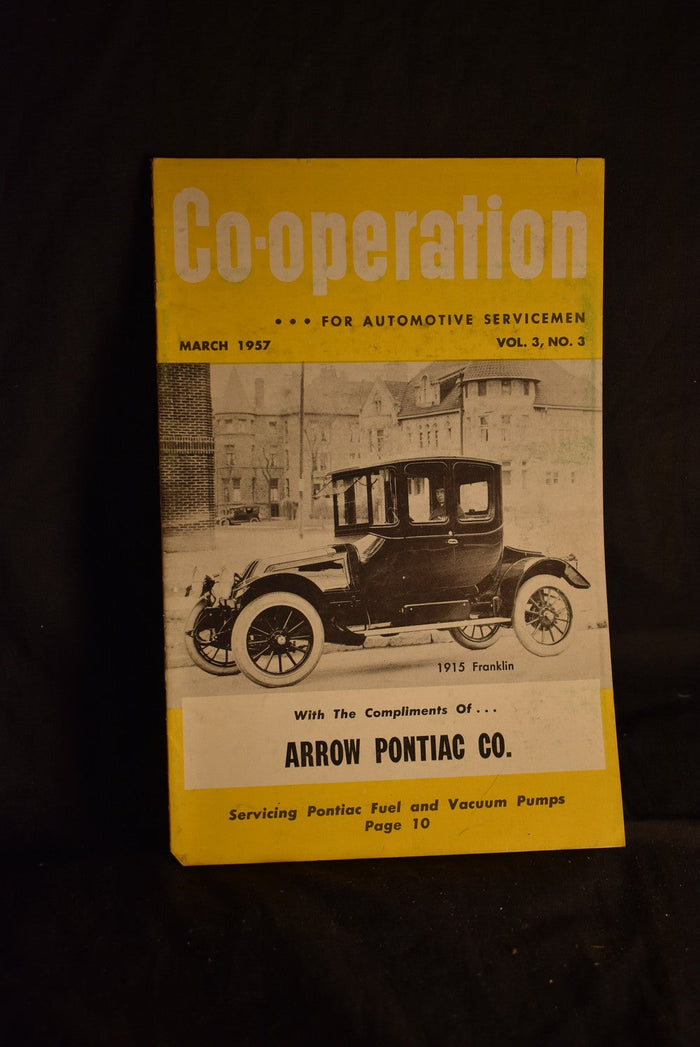 Co-operation
... FOR AUTOMOTIVE SERVICEMEN
MARCH 1957 VOL. 3, NO. 3
1915 Franklin
With The Compliments Of...
ARROW PONTIAC CO.
Servicing Pontiac Fuel and Vacuum Pumps
Page 10